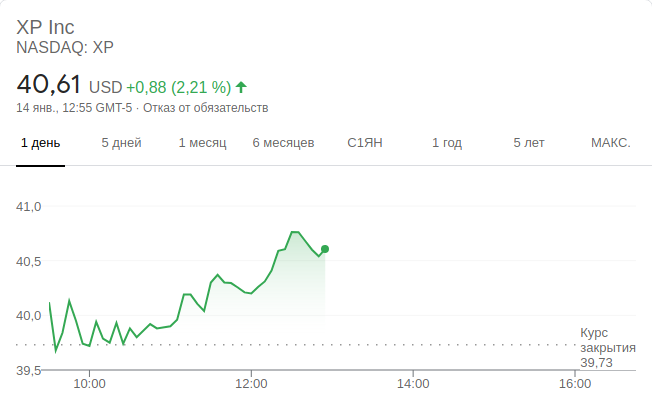 XP Inc
NASDAQ: XP
40,61 USD +0,88 (2,21 %)
14 янв., 12:55 GMT-5 · Отказ от обязательств
1 день 5 дней 1 месяц 6 месяцев С1ЯН 1 год 5 лет МАКС.
41,0
40,5
40,0
Курс
закрытия
39,73
39,5
10:00 12:00 14:00 16:00